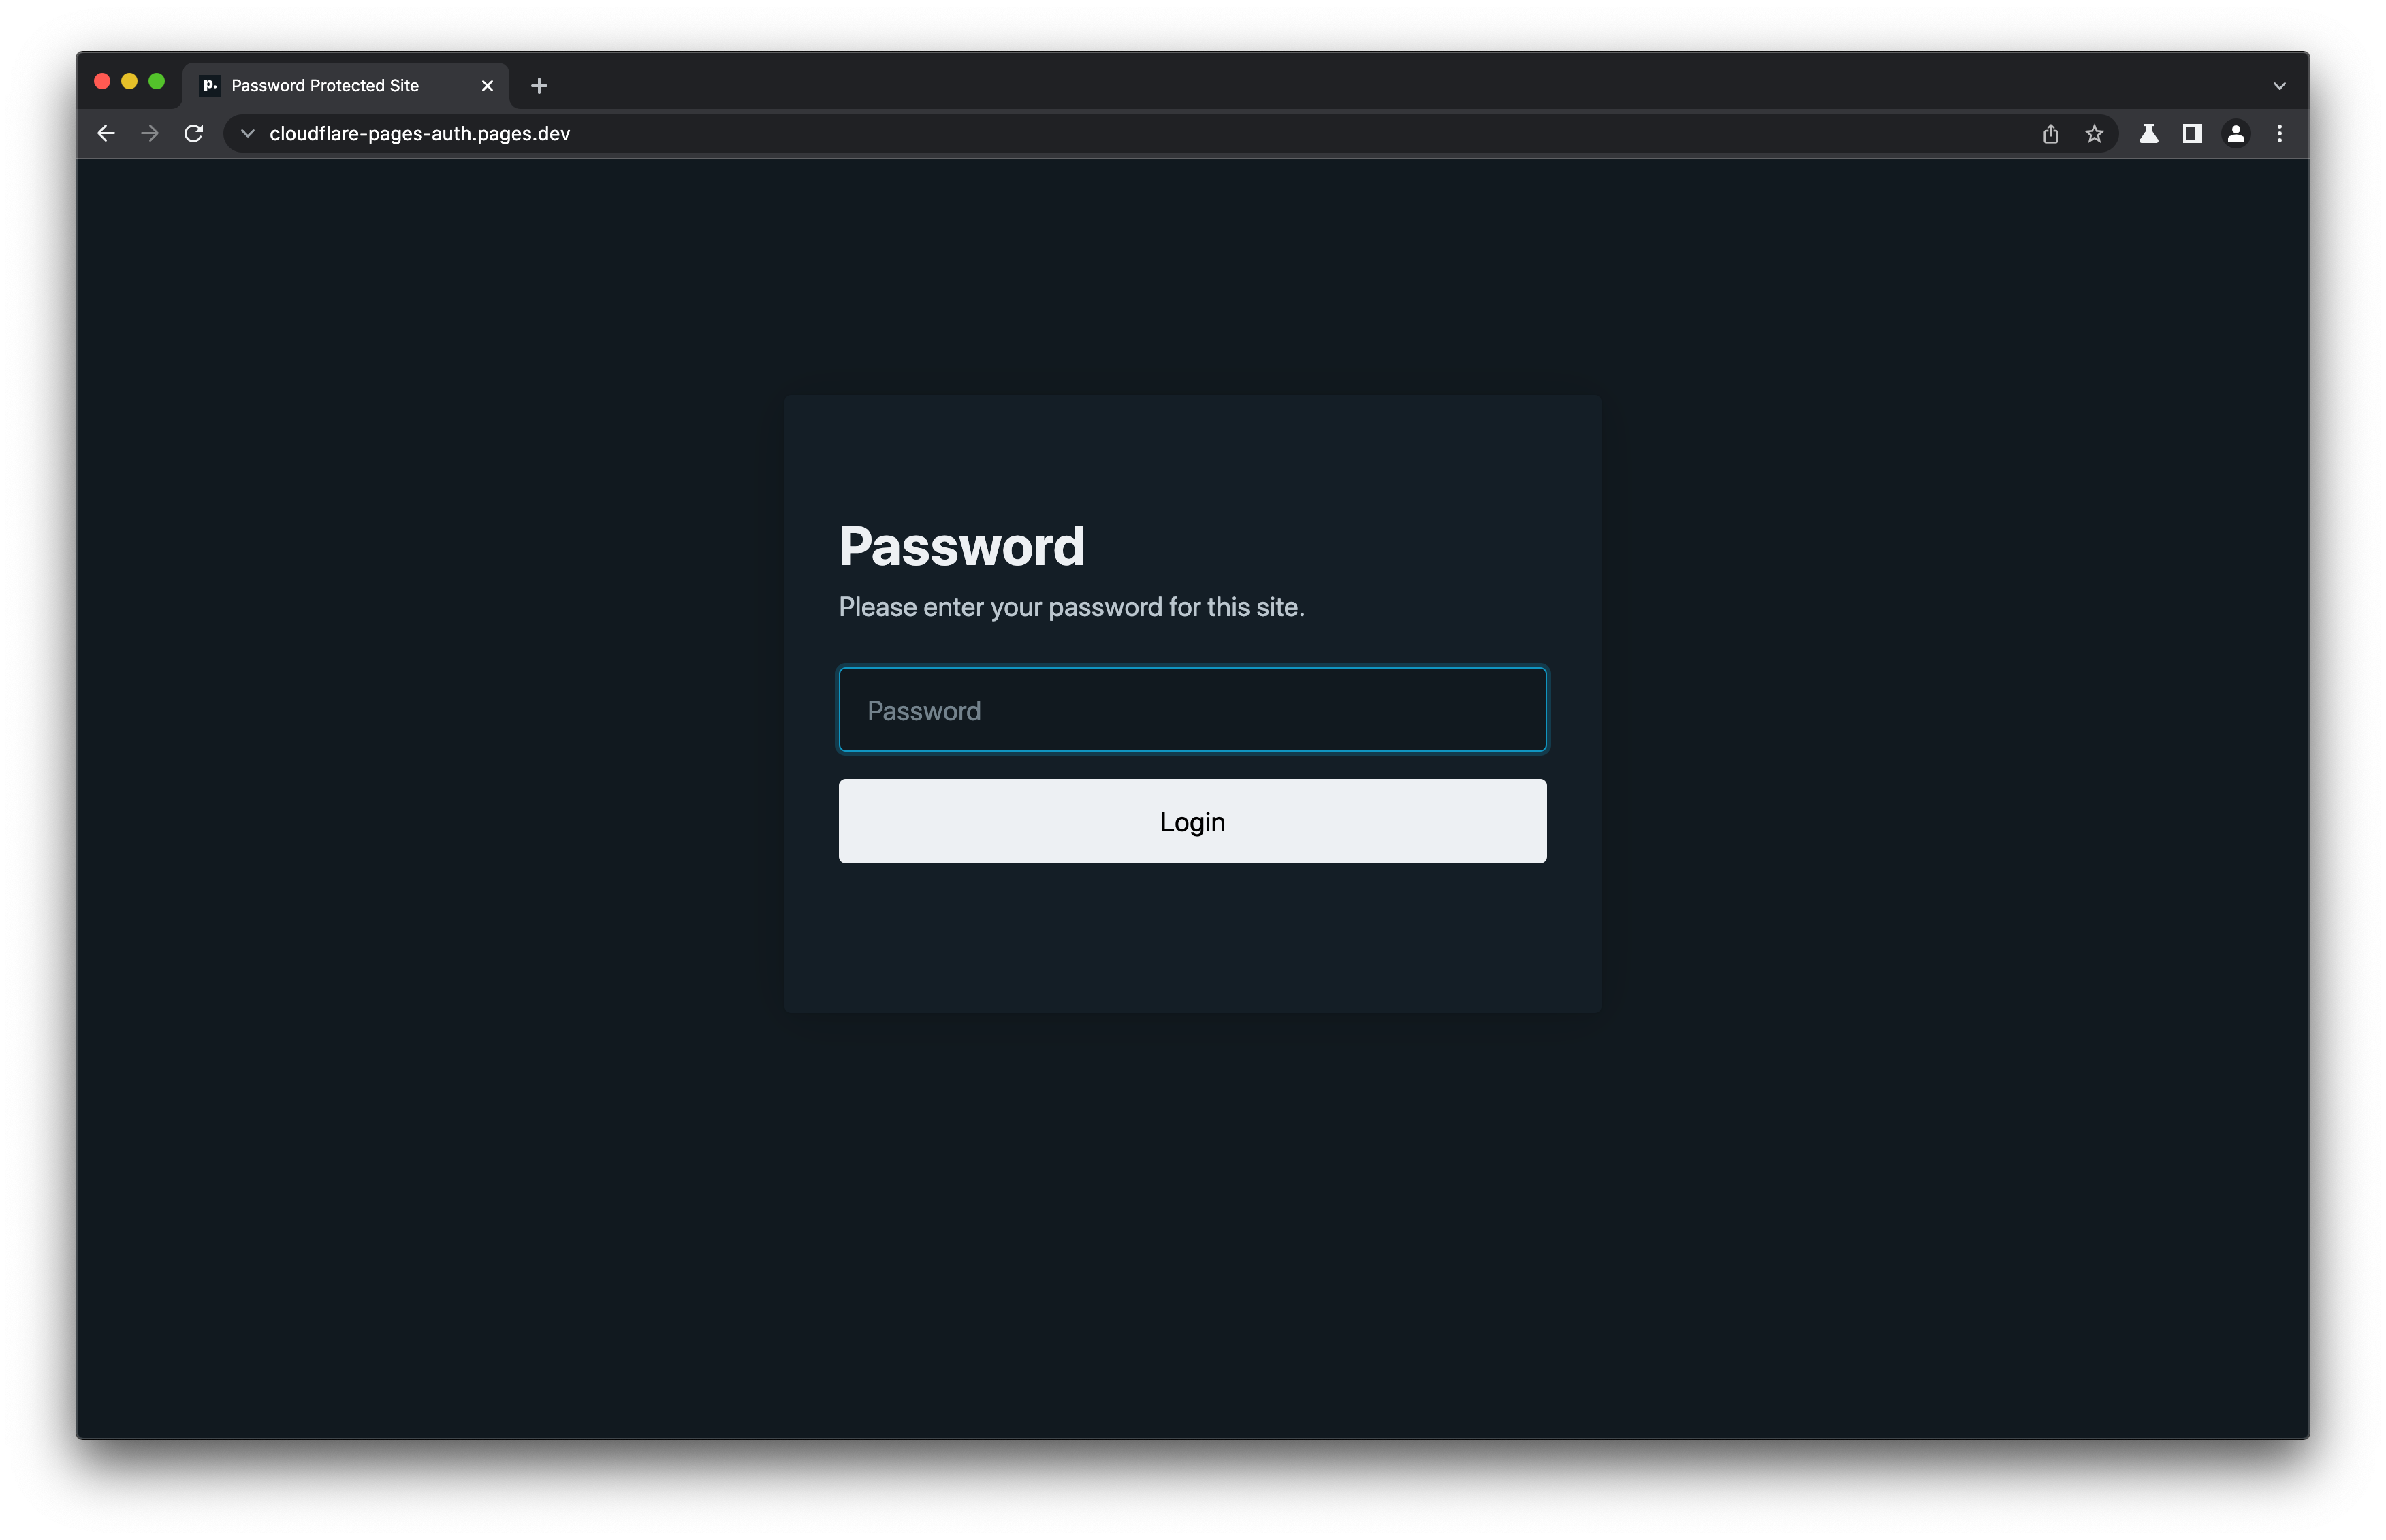 p. Password Protected Site
cloudflare-pages-auth.pages.dev
Password
Please enter your password for this site.
Password
Login